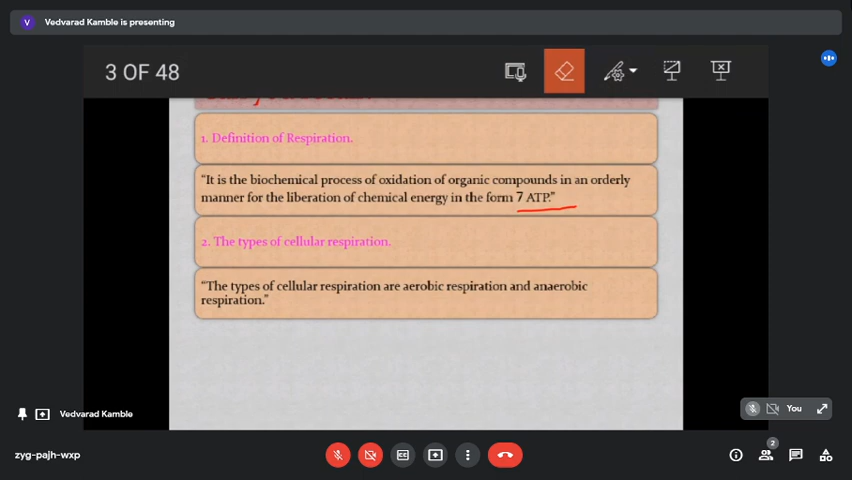 V Vedvarad Kamble is presenting
3 OF 48
1. Definition of Respiration.
“It is the biochemical process of oxidation of organic compounds in an orderly
manner for the liberation of chemical energy in the form 7 ATP.”
2. The types of cellular respiration.
“The types of cellular respiration are aerobic respiration and anaerobic
respiration.”
Vedvarad Kamble
You
zyg-pajh-wxp
CC
2